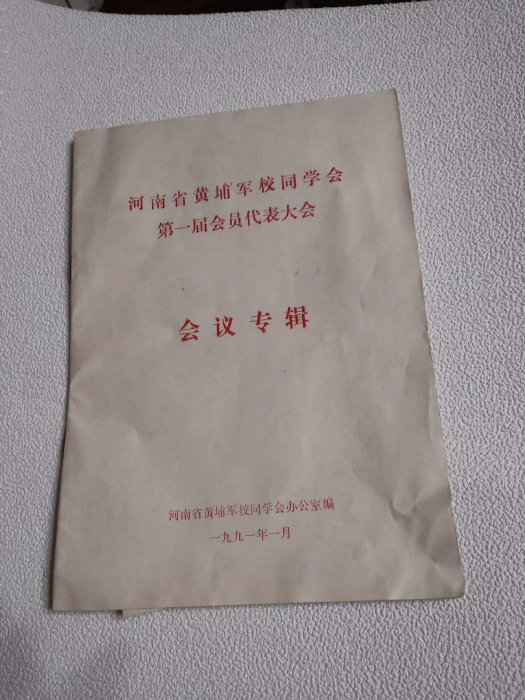 河南省黄埔军校同学会
第一届会员代表大会
会议专辑
河南省黄埔军校同学会办公室编
一九九一年一月